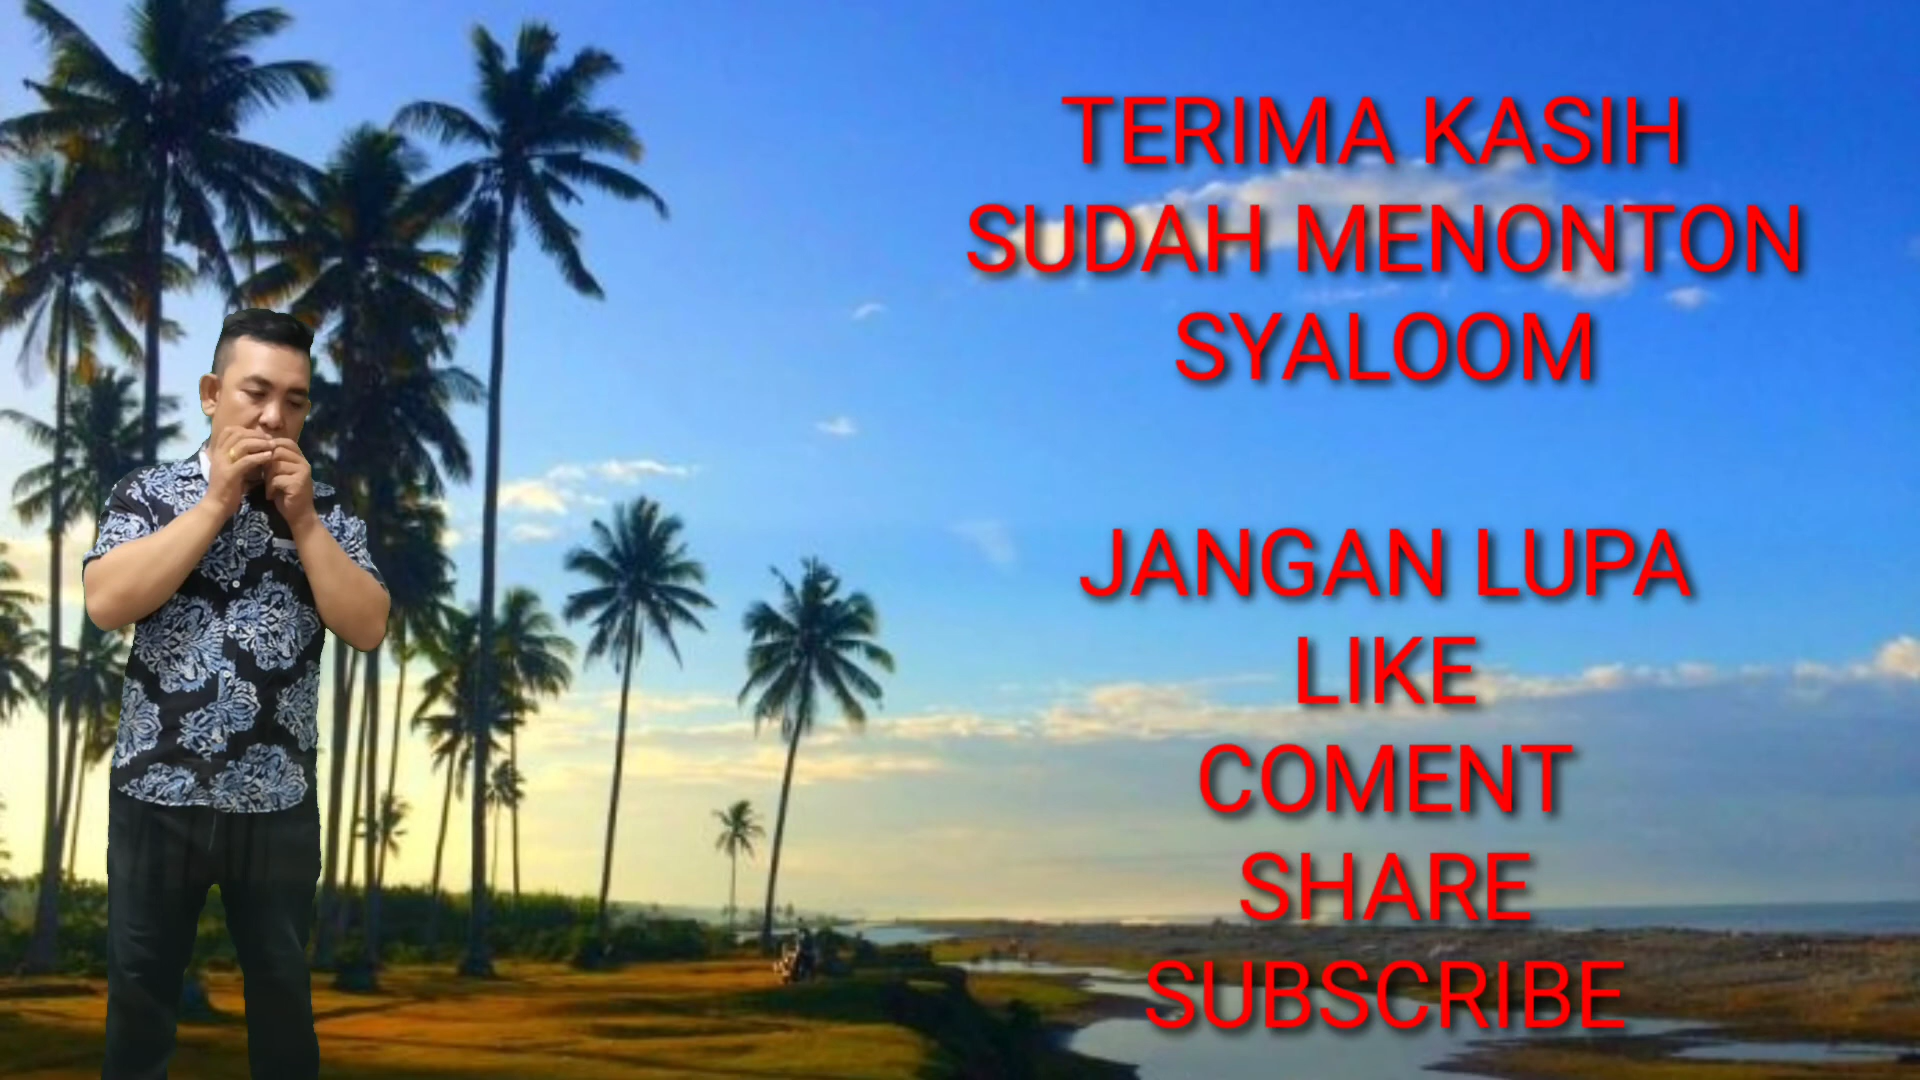 TERIMA KASIH
SUDAH MENONTON
SYALOOM
JANGAN LUPA
LIKE
COMENT
SHARE
SUBSCRIBE